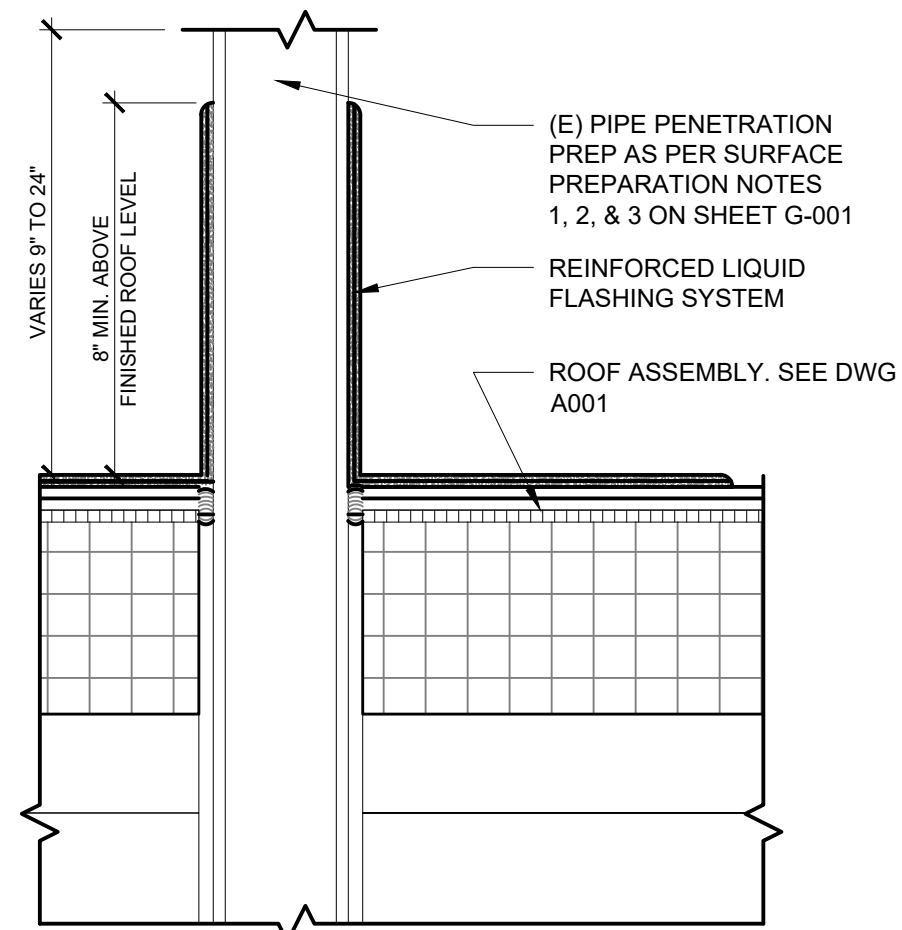 VARIES 9" TO 24"
8" MIN. ABOVE
FINISHED ROOF LEVEL
(E) PIPE PENETRATION
PREP AS PER SURFACE
PREPARATION NOTES
1, 2, & 3 ON SHEET G-001
REINFORCED LIQUID
FLASHING SYSTEM
ROOF ASSEMBLY. SEE DWG
A001